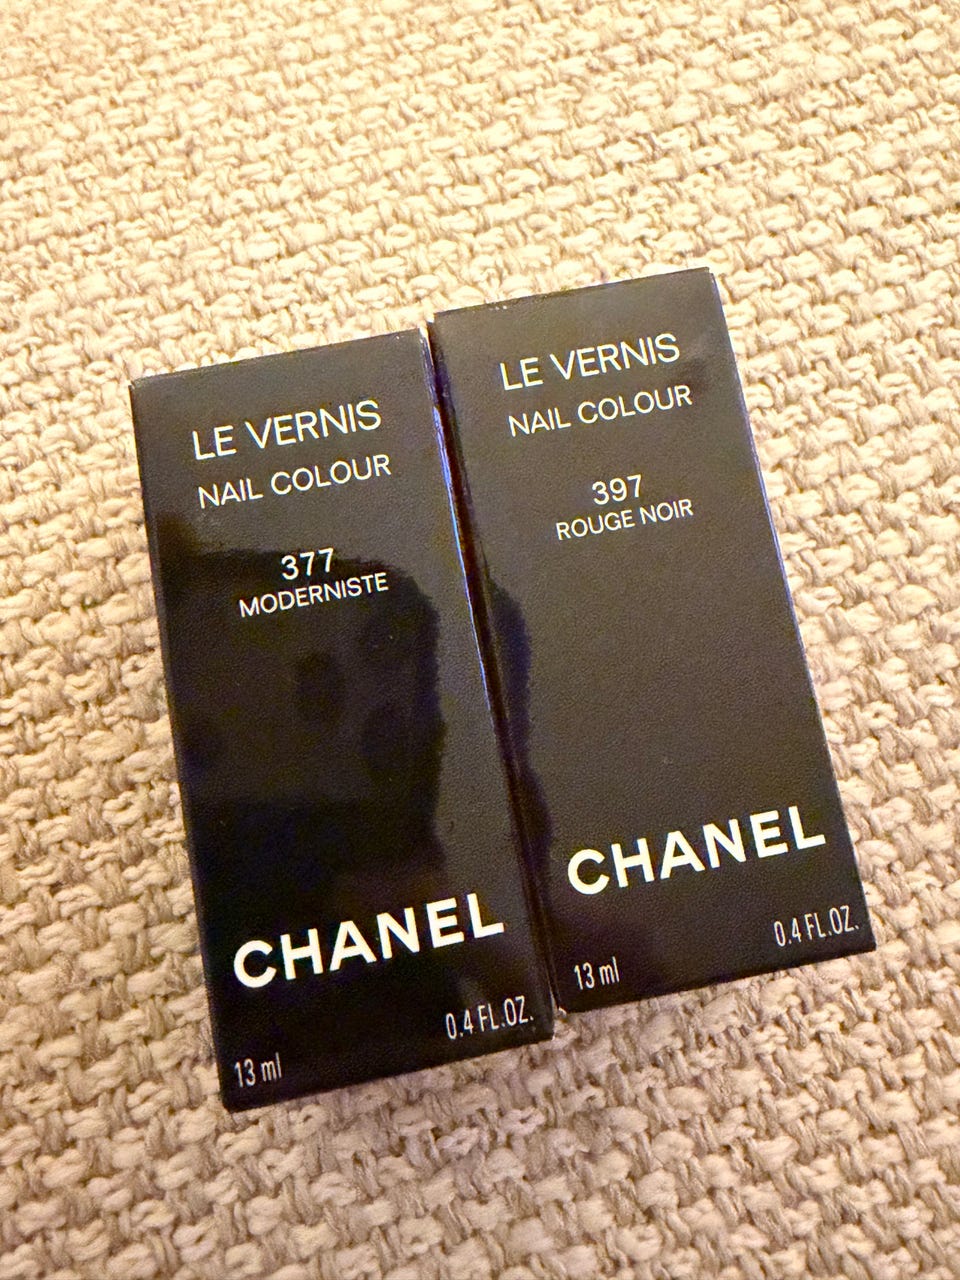 LE VERNIS
NAIL COLOUR
377
MODERNISTE
CHANEL
13 ml
0.4 FL.OZ.
LE VERNIS
NAIL COLOUR
397
ROUGE NOIR
CHANEL
13 ml
0.4 FL.OZ.